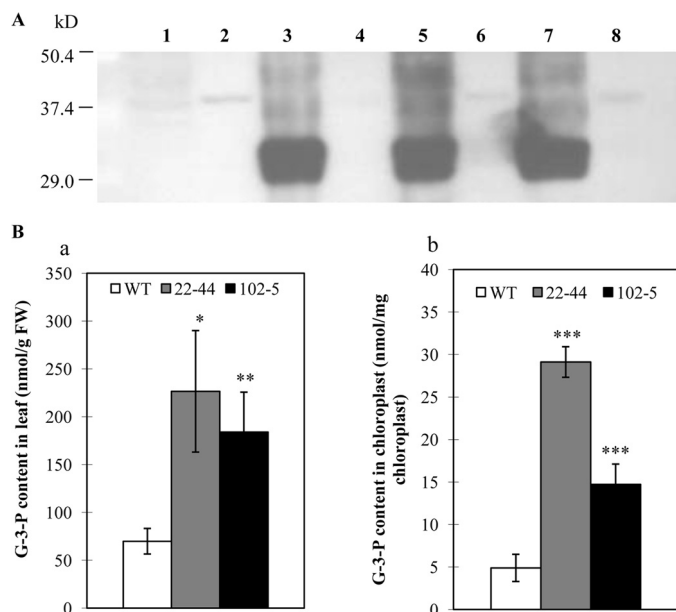 A
kD
1 2 3 4 5 6 7 8
50.4
37.4
29.0
B
a
350
300
250
200
150
100
50
0
G-3-P content in leaf (nmol/g FW)
WT 22-44 102-5
*
**
b
40
35
30
25
20
15
10
5
0
G-3-P content in chloroplast (nmol/mg
chloroplast)
WT 22-44 102-5
***
***